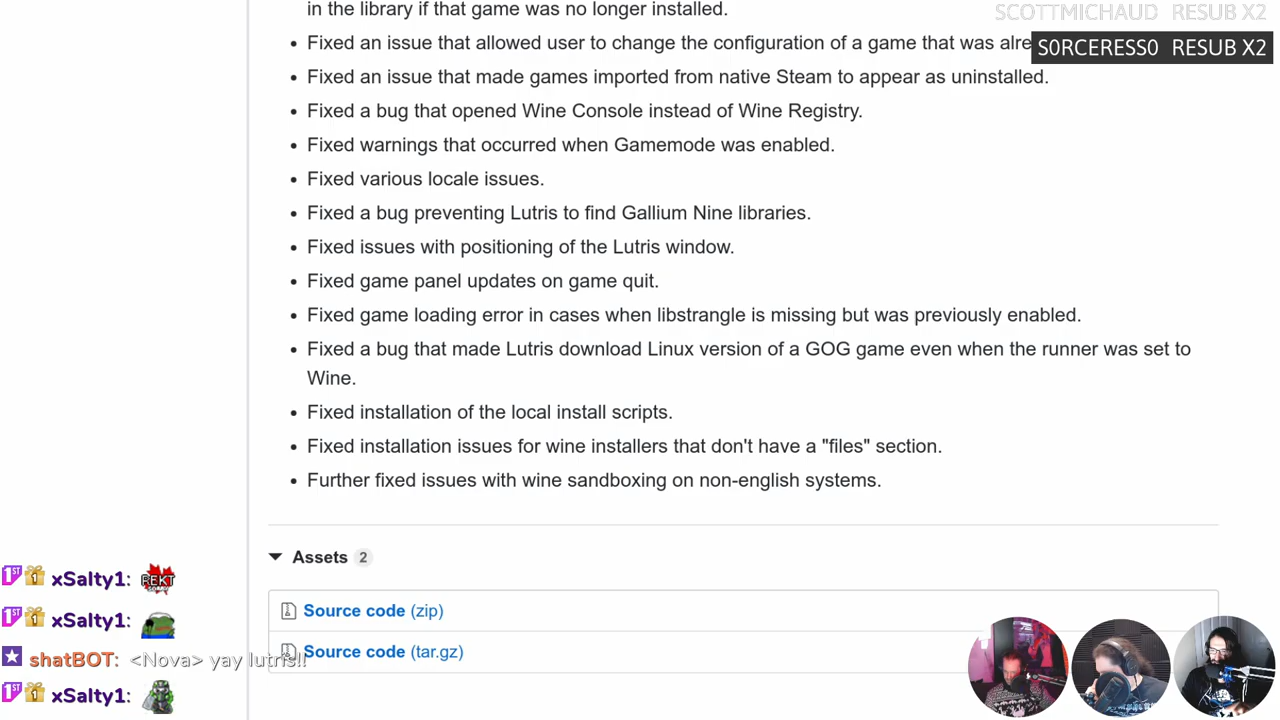 SCOTTMICHAUD RESUB X2
in the library if that game was no longer installed.
Fixed an issue that allowed user to change the configuration of a game that was alre
S0RCERESS0 RESUB X2
Fixed an issue that made games imported from native Steam to appear as uninstalled.
Fixed a bug that opened Wine Console instead of Wine Registry.
Fixed warnings that occurred when Gamemode was enabled.
Fixed various locale issues.
Fixed a bug preventing Lutris to find Gallium Nine libraries.
Fixed issues with positioning of the Lutris window.
Fixed game panel updates on game quit.
Fixed game loading error in cases when libstrangle is missing but was previously enabled.
Fixed a bug that made Lutris download Linux version of a GOG game even when the runner was set to
Wine.
Fixed installation of the local install scripts.
Fixed installation issues for wine installers that don't have a "files" section.
Further fixed issues with wine sandboxing on non-english systems.
Assets 2
Source code (zip)
Source code (tar.gz)
1ST 1 xSalty1: REKT
1ST 1 xSalty1:
shatBOT: <Nova> yay lutris!!
1ST 1 xSalty1: